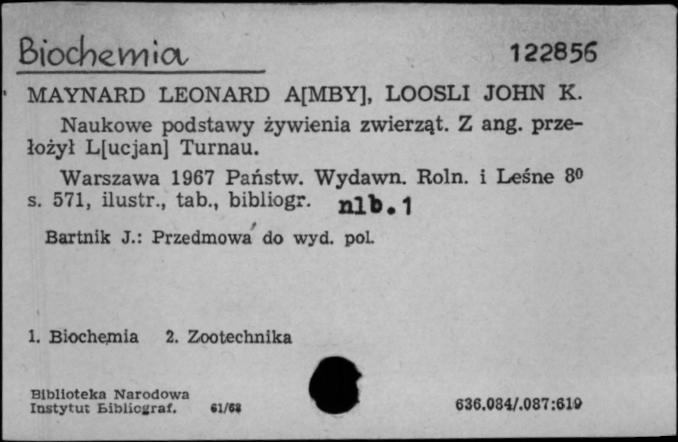 Biochemia 122856
MAYNARD LEONARD A[MBY], LOOSLI JOHN K.
Naukowe podstawy żywienia zwierząt. Z ang. prze-
łożył L[ucjan] Turnau.
Warszawa 1967 Państw. Wydawn. Roln. i Leśne 8⁰
s. 571, ilustr., tab., bibliogr. nlb. 1
Bartnik J.: Przedmowa do wyd. pol.
1. Biochemia 2. Zootechnika
Biblioteka Narodowa
Instytut Bibliograf. 61/68 636.084/.087:619